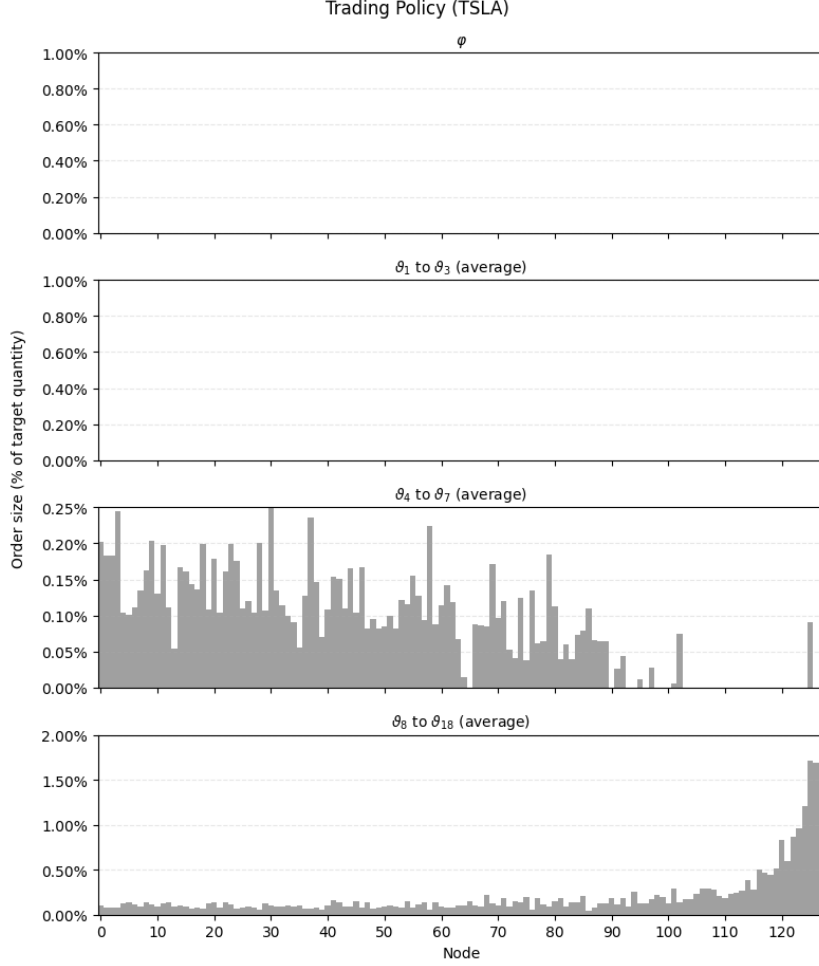 Trading Policy (TSLA)
φ
1.00%
0.80%
0.60%
0.40%
0.20%
0.00%
ϑ1 to ϑ3 (average)
1.00%
0.80%
0.60%
0.40%
0.20%
0.00%
Order size (% of target quantity)
ϑ4 to ϑ7 (average)
0.25%
0.20%
0.15%
0.10%
0.05%
0.00%
ϑ8 to ϑ18 (average)
2.00%
1.50%
1.00%
0.50%
0.00%
0 10 20 30 40 50 60 70 80 90 100 110 120
Node